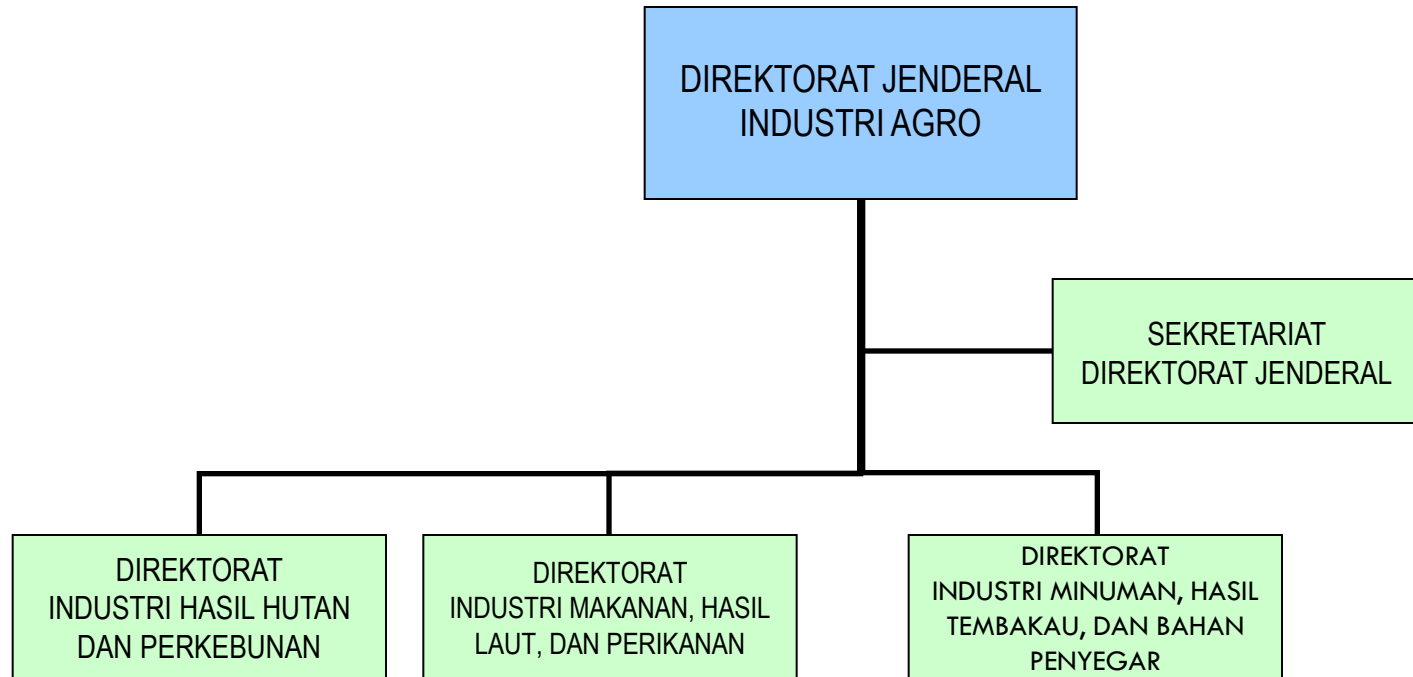 DIREKTORAT JENDERAL
INDUSTRI AGRO
SEKRETARIAT
DIREKTORAT JENDERAL
DIREKTORAT
INDUSTRI HASIL HUTAN
DAN PERKEBUNAN
DIREKTORAT
INDUSTRI MAKANAN, HASIL
LAUT, DAN PERIKANAN
DIREKTORAT
INDUSTRI MINUMAN, HASIL
TEMBAKAU, DAN BAHAN
PENYEGAR